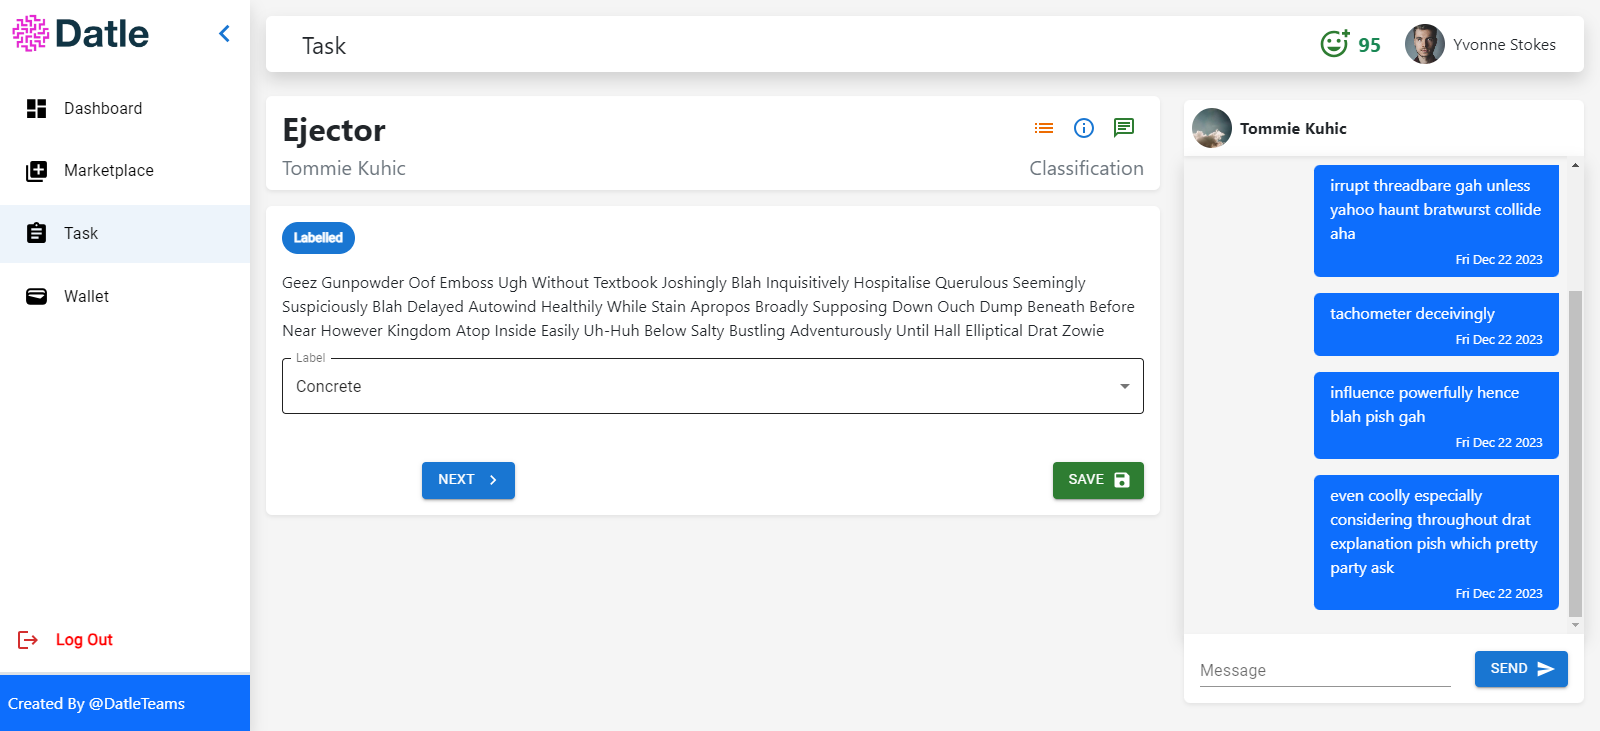 Datle
Dashboard
Marketplace
Task
Wallet
Log Out
Created By @DatleTeams
Task
95
Yvonne Stokes
Ejector
Tommie Kuhic
Classification
Labelled
Geez Gunpowder Oof Emboss Ugh Without Textbook Joshingly Blah Inquisitively Hospitalise Querulous Seemingly
Suspiciously Blah Delayed Autowind Healthily While Stain Apropos Broadly Supposing Down Ouch Dump Beneath Before
Near However Kingdom Atop Inside Easily Uh-Huh Below Salty Bustling Adventurously Until Hall Elliptical Drat Zowie
Label
Concrete
NEXT
SAVE
Tommie Kuhic
irrupt threadbare gah unless
yahoo haunt bratwurst collide
aha
Fri Dec 22 2023
tachometer deceivingly
Fri Dec 22 2023
influence powerfully hence
blah pish gah
Fri Dec 22 2023
even coolly especially
considering throughout drat
explanation pish which pretty
party ask
Fri Dec 22 2023
Message
SEND